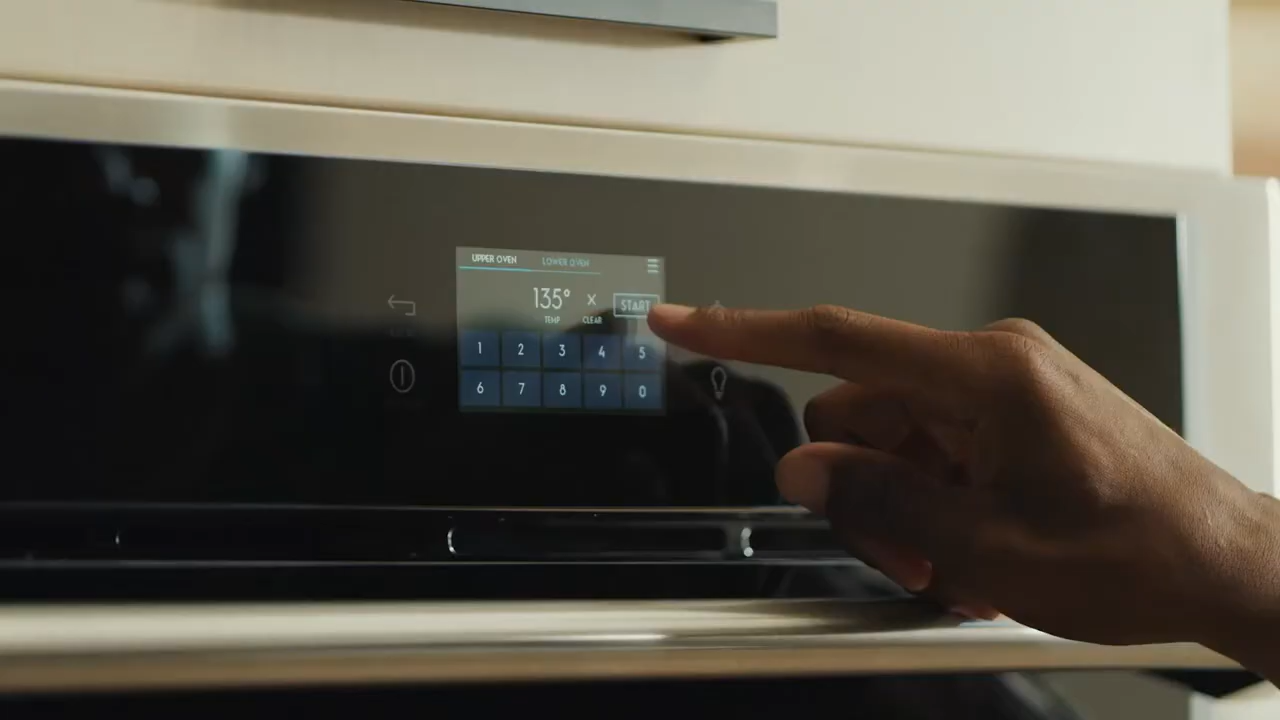 UPPER OVEN LOWER OVEN
135° X START
TEMP CLEAR
1 2 3 4 5
6 7 8 9 0